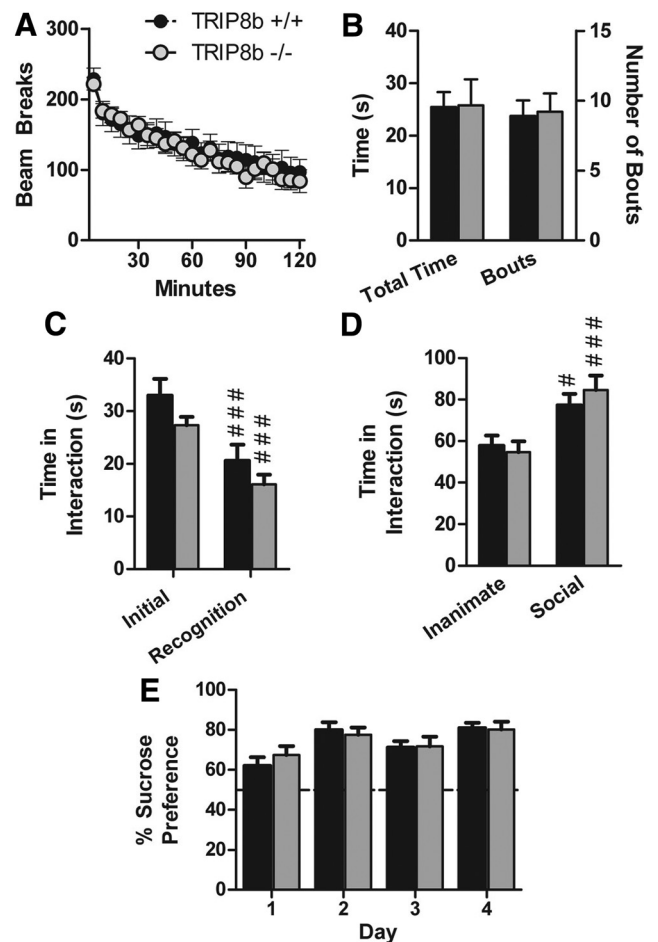 A
TRIP8b +/+
TRIP8b -/-
300
200
100
0
Beam Breaks
30
60
90
120
Minutes
B
40
30
20
10
0
Time (s)
15
10
5
0
Number of Bouts
Total Time
Bouts
C
40
30
20
10
0
Time in
Interaction (s)
###
###
Initial
Recognition
D
100
80
60
40
20
0
Time in
Interaction (s)
#
###
Inanimate
Social
E
100
80
60
40
20
0
% Sucrose
Preference
1
2
3
4
Day